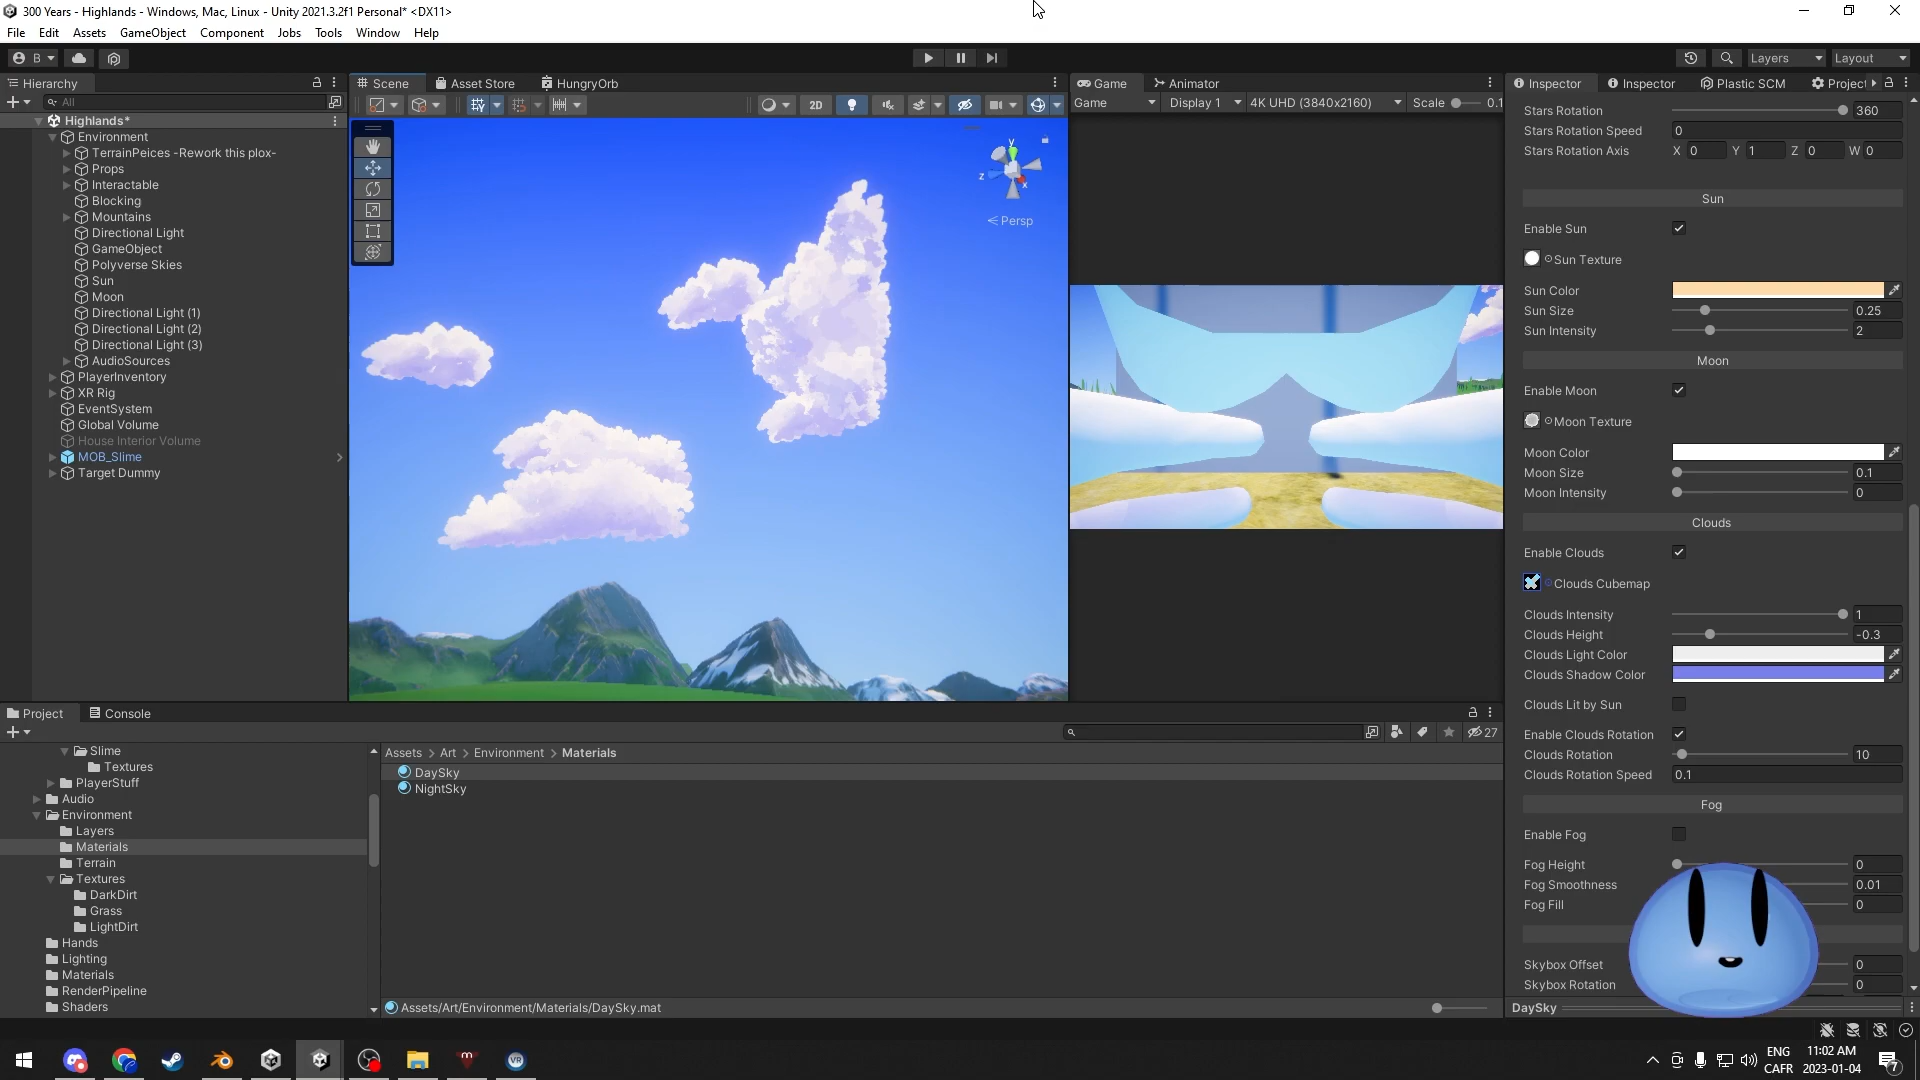 300 Years - Highlands - Windows, Mac, Linux - Unity 2021.3.2f1 Personal* <DX11>
File Edit Assets GameObject Component Jobs Tools Window Help
B Layers Layout
Hierarchy
All
Highlands*
Environment
TerrainPeices -Rework this plox-
Props
Interactable
Blocking
Mountains
Directional Light
GameObject
Polyverse Skies
Sun
Moon
Directional Light (1)
Directional Light (2)
Directional Light (3)
AudioSources
PlayerInventory
XR Rig
EventSystem
Global Volume
House Interior Volume
MOB_Slime
Target Dummy
Scene Asset Store HungryOrb
2D
y
z
x
Persp
Game Animator
Game Display 1 4K UHD (3840x2160) Scale 0.1
Inspector Inspector Plastic SCM Project
Stars Rotation 360
Stars Rotation Speed 0
Stars Rotation Axis X 0 Y 1 Z 0 W 0
Sun
Enable Sun
Sun Texture
Sun Color
Sun Size 0.25
Sun Intensity 2
Moon
Enable Moon
Moon Texture
Moon Color
Moon Size 0.1
Moon Intensity 0
Clouds
Enable Clouds
Clouds Cubemap
Clouds Intensity 1
Clouds Height -0.3
Clouds Light Color
Clouds Shadow Color
Clouds Lit by Sun
Enable Clouds Rotation
Clouds Rotation 10
Clouds Rotation Speed 0.1
Fog
Enable Fog
Fog Height 0
Fog Smoothness 0.01
Fog Fill 0
Skybox Offset 0
Skybox Rotation 0
DaySky
Project Console
27
Slime
Textures
PlayerStuff
Audio
Environment
Layers
Materials
Terrain
Textures
DarkDirt
Grass
LightDirt
Hands
Lighting
Materials
RenderPipeline
Shaders
Assets > Art > Environment > Materials
DaySky
NightSky
Assets/Art/Environment/Materials/DaySky.mat
VR
ENG
CAFR
11:02 AM
2023-01-04
7